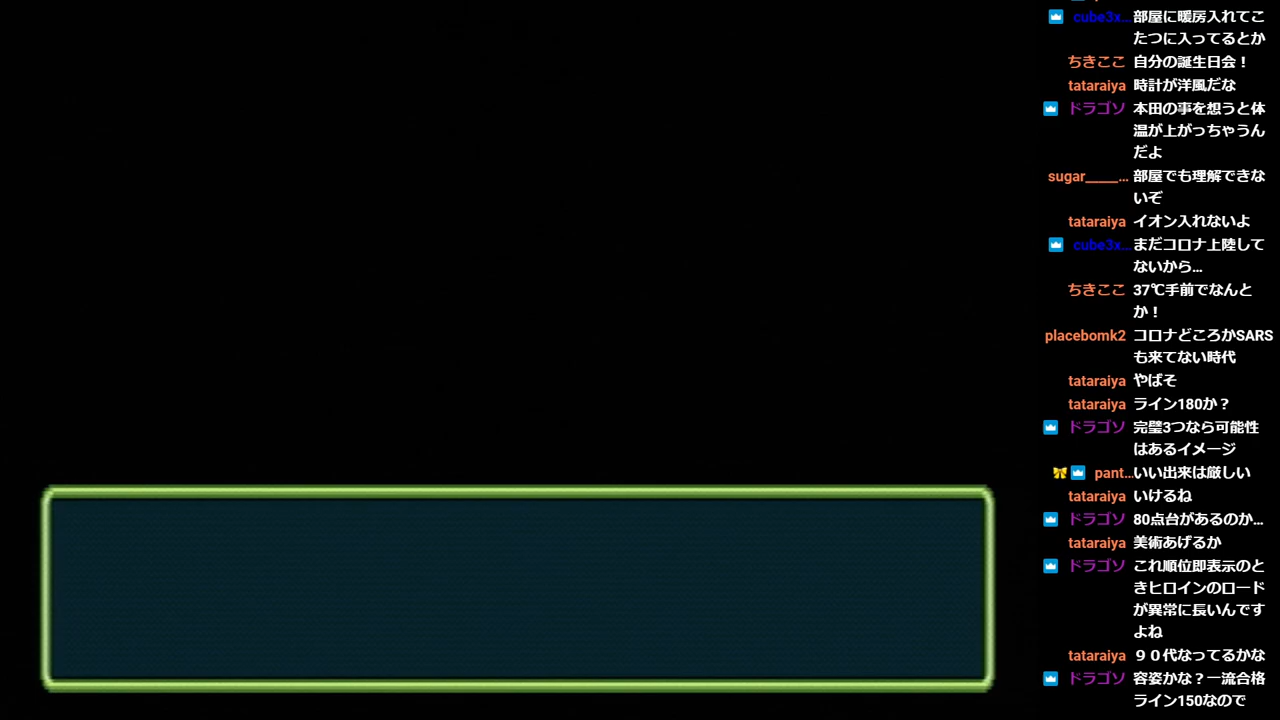 cube3x… 部屋に暖房入れてこ
たつに入ってるとか
ちきここ 自分の誕生日会！
tataraiya 時計が洋風だな
ドラゴソ 本田の事を想うと体
温が上がっちゃうん
だよ
sugar_____… 部屋でも理解できな
いぞ
tataraiya イオン入れないよ
cube3x… まだコロナ上陸して
ないから…
ちきここ 37℃手前でなんと
か！
placebomk2 コロナどころかSARS
も来てない時代
tataraiya やばそ
tataraiya ライン180か？
ドラゴソ 完璧3つなら可能性
はあるイメージ
pant… いい出来は厳しい
tataraiya いけるね
ドラゴソ 80点台があるのか…
tataraiya 美術あげるか
ドラゴソ これ順位即表示のと
きヒロインのロード
が異常に長いんです
よね
tataraiya ９０代なってるかな
ドラゴソ 容姿かな？一流合格
ライン150なので